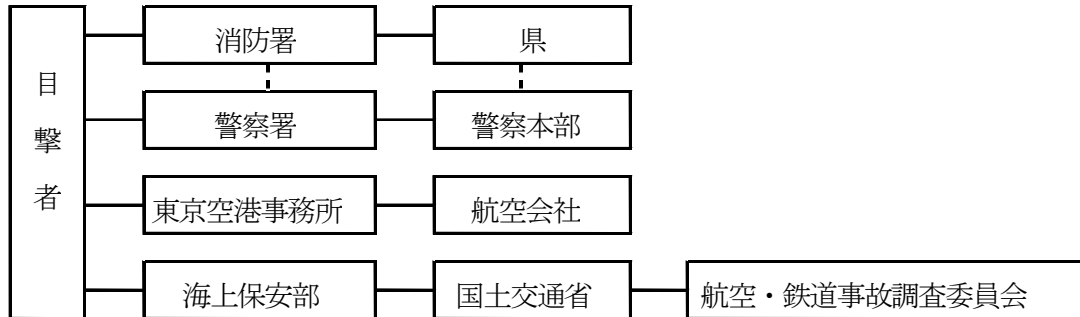 目撃者
消防署
県
警察署
警察本部
東京空港事務所
航空会社
海上保安部
国土交通省
航空・鉄道事故調査委員会